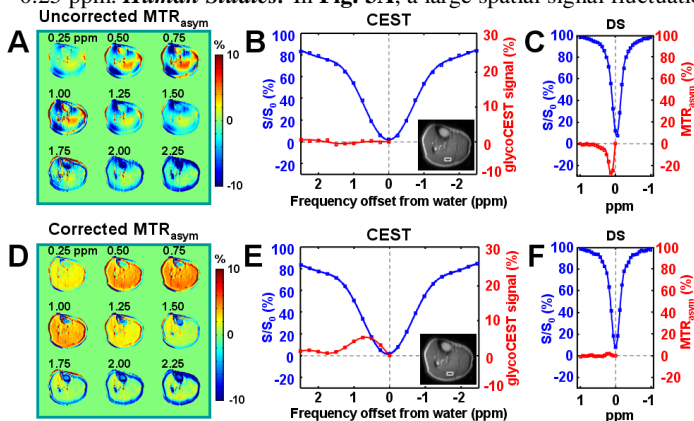 0.25 ppm. Human Studies: In Fig. 3A, a large spatial signal fluctuation
Uncorrected MTRasym
A
0.25 ppm 0.50 0.75
1.00 1.25 1.50
1.75 2.00 2.25
%
10
0
-10
B
CEST
S/S0 (%)
100
80
60
40
20
0
-20
30
20
10
0
-10
glycoCEST signal (%)
2 1 0 -1 -2
Frequency offset from water (ppm)
C
DS
S/S0 (%)
100
80
60
40
20
0
-20
100
80
60
40
20
0
-20
MTRasym (%)
1 0 -1
ppm
Corrected MTRasym
D
0.25 ppm 0.50 0.75
1.00 1.25 1.50
1.75 2.00 2.25
%
10
0
-10
E
CEST
S/S0 (%)
100
80
60
40
20
0
-20
30
20
10
0
-10
glycoCEST signal (%)
2 1 0 -1 -2
Frequency offset from water (ppm)
F
DS
S/S0 (%)
100
80
60
40
20
0
-20
100
80
60
40
20
0
-20
MTRasym (%)
1 0 -1
ppm